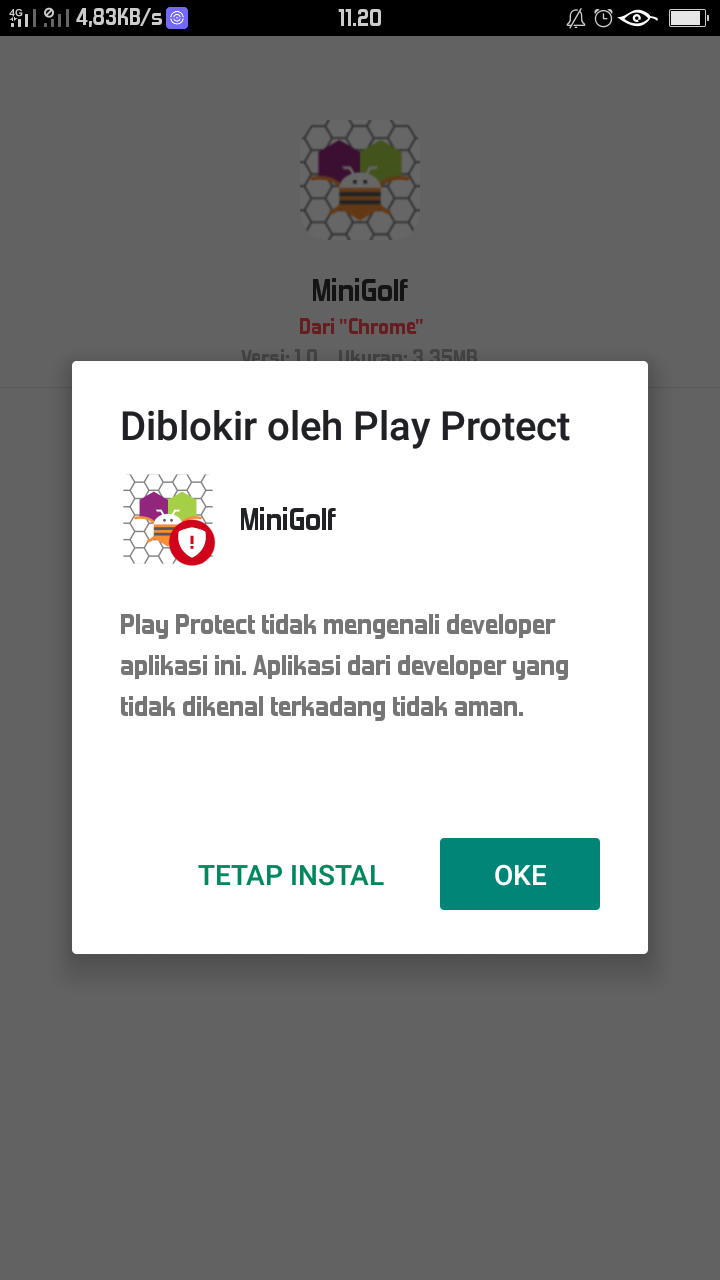 4G 4,83KB/s 11.20
MiniGolf
Dari "Chrome"
Versi: 1.0 Ukuran: 3.35MB
Diblokir oleh Play Protect
MiniGolf
Play Protect tidak mengenali developer
aplikasi ini. Aplikasi dari developer yang
tidak dikenal terkadang tidak aman.
TETAP INSTAL OKE